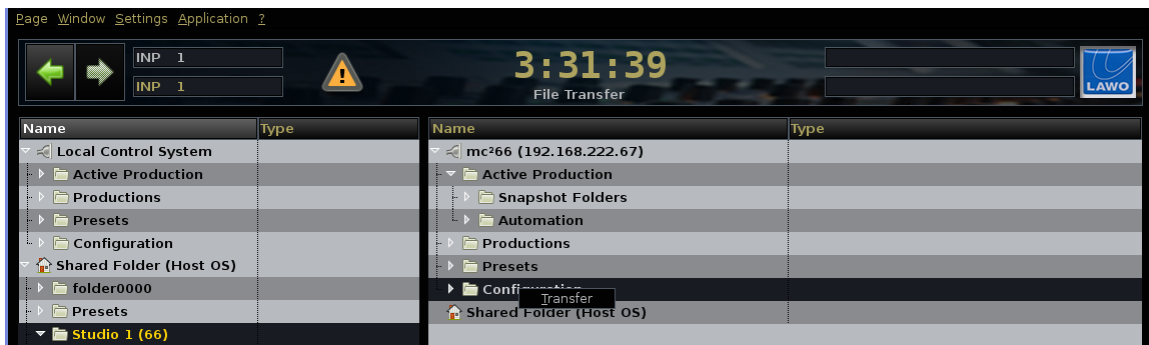 Page Window Settings Application ?
INP 1
INP 1
3:31:39
File Transfer
LAWO
Name Type
Local Control System
Active Production
Productions
Presets
Configuration
Shared Folder (Host OS)
folder0000
Presets
Studio 1 (66)
Name Type
mc²66 (192.168.222.67)
Active Production
Snapshot Folders
Automation
Productions
Presets
Transfer
Shared Folder (Host OS)